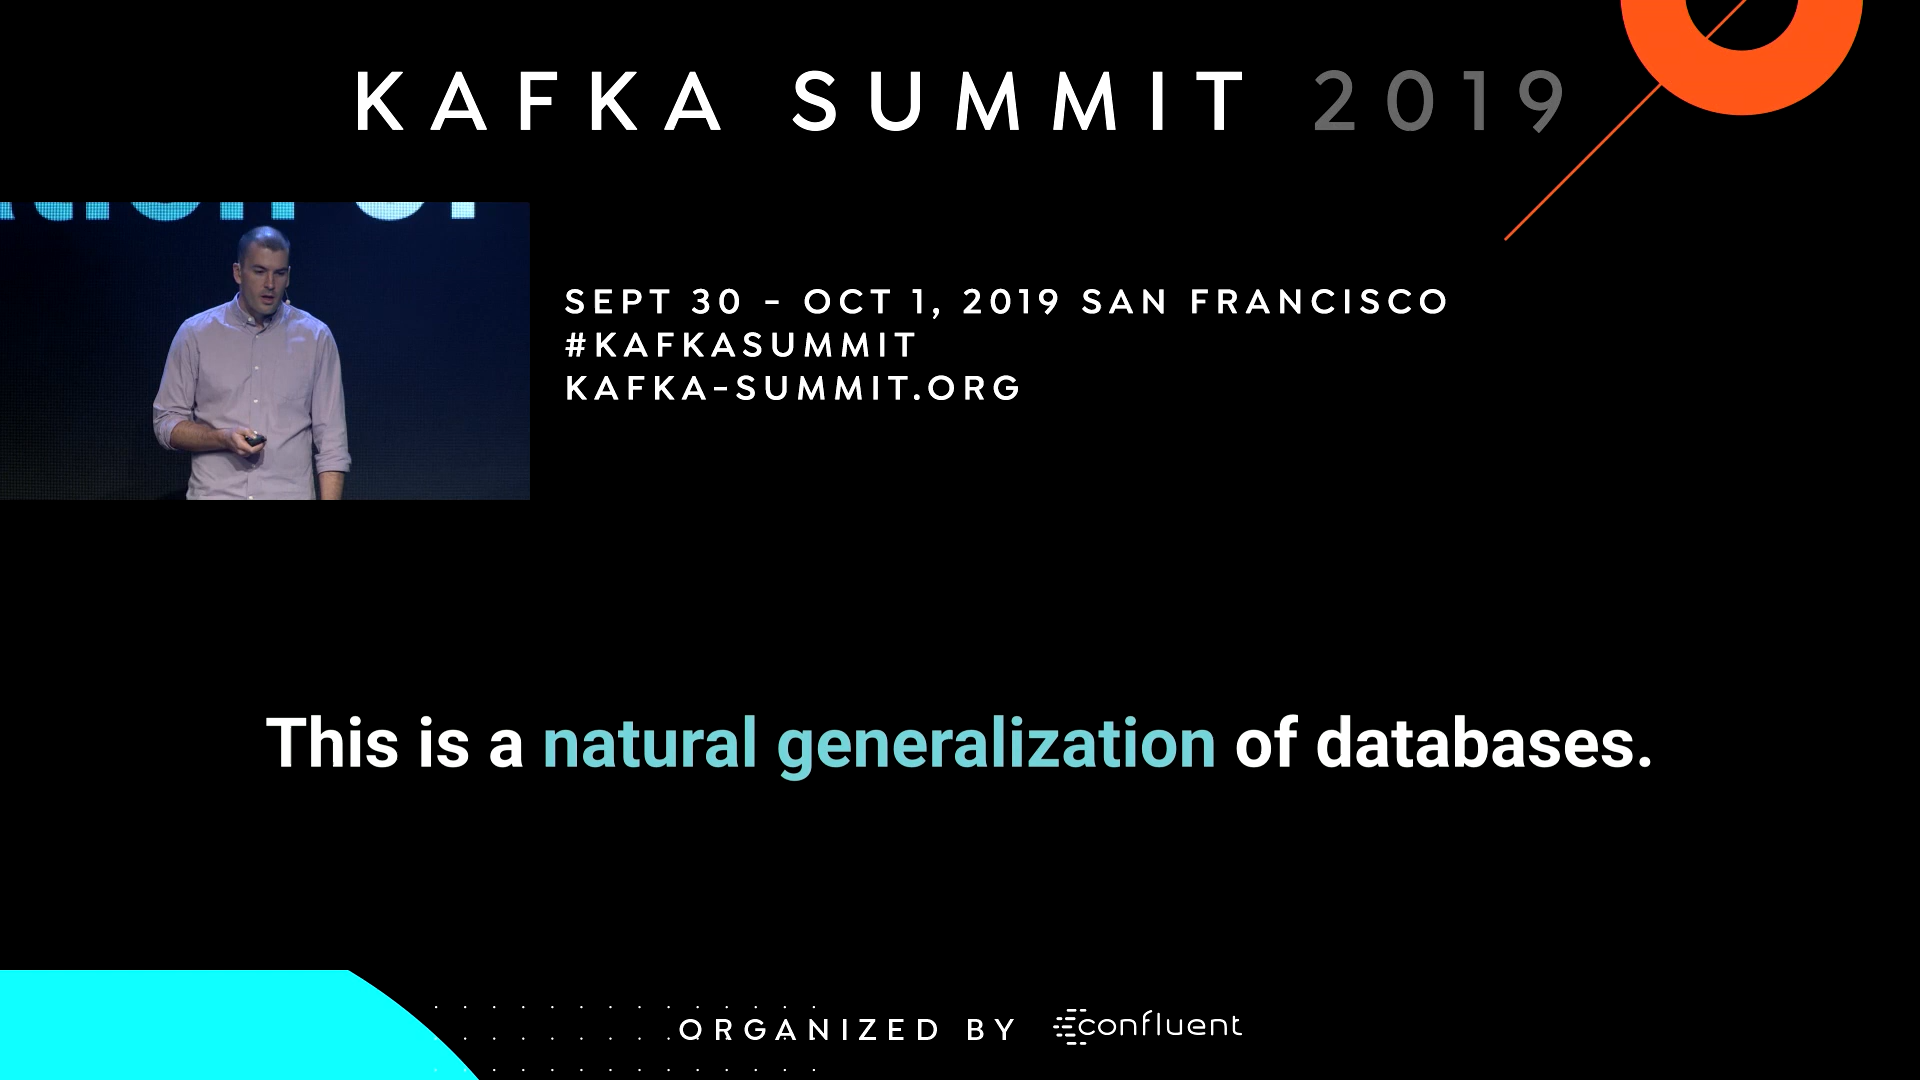 KAFKA SUMMIT 2019
SEPT 30 – OCT 1, 2019 SAN FRANCISCO
#KAFKASUMMIT
KAFKA-SUMMIT.ORG
This is a natural generalization of databases.
ORGANIZED BY confluent